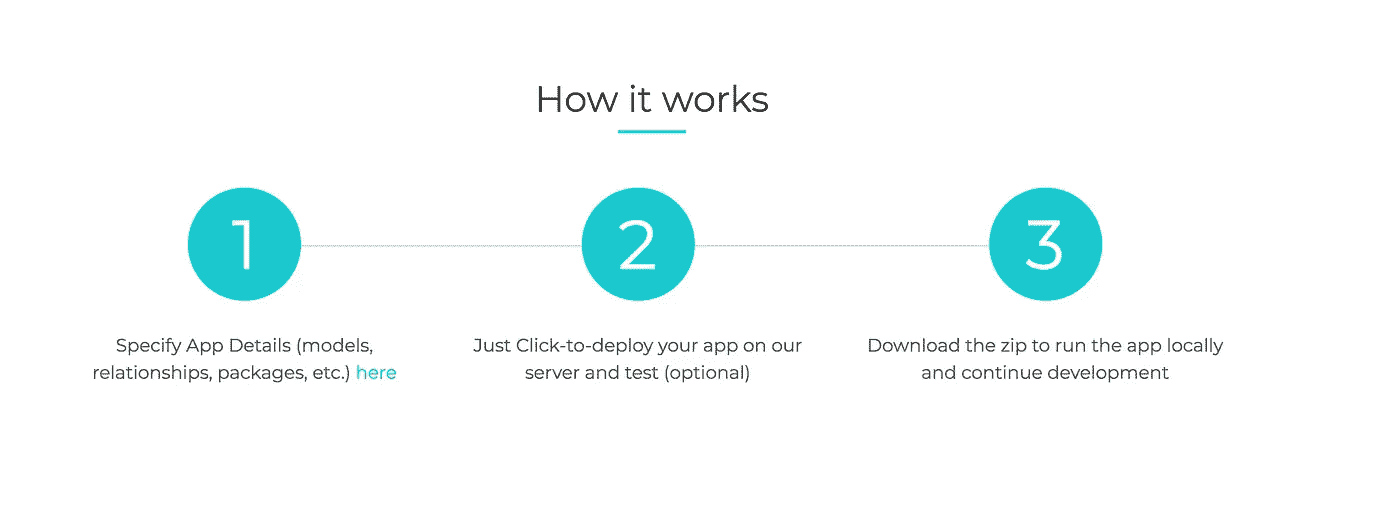 How it works
1
2
3
Specify App Details (models,
relationships, packages, etc.) here
Just Click-to-deploy your app on our
server and test (optional)
Download the zip to run the app locally
and continue development